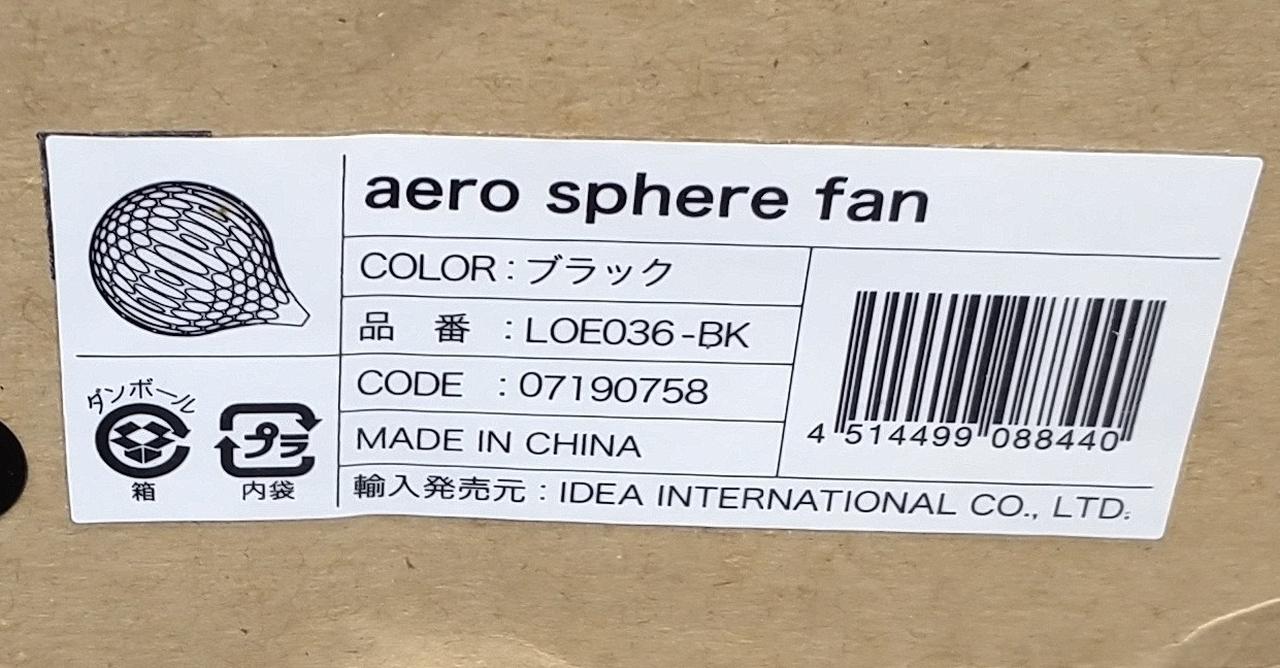 aero sphere fan
COLOR：ブラック
品　番　：LOE036-BK
CODE　：07190758
MADE IN CHINA
4 514499 088440
輸入発売元：IDEA INTERNATIONAL CO., LTD.
ダンボール
箱
プラ
内袋